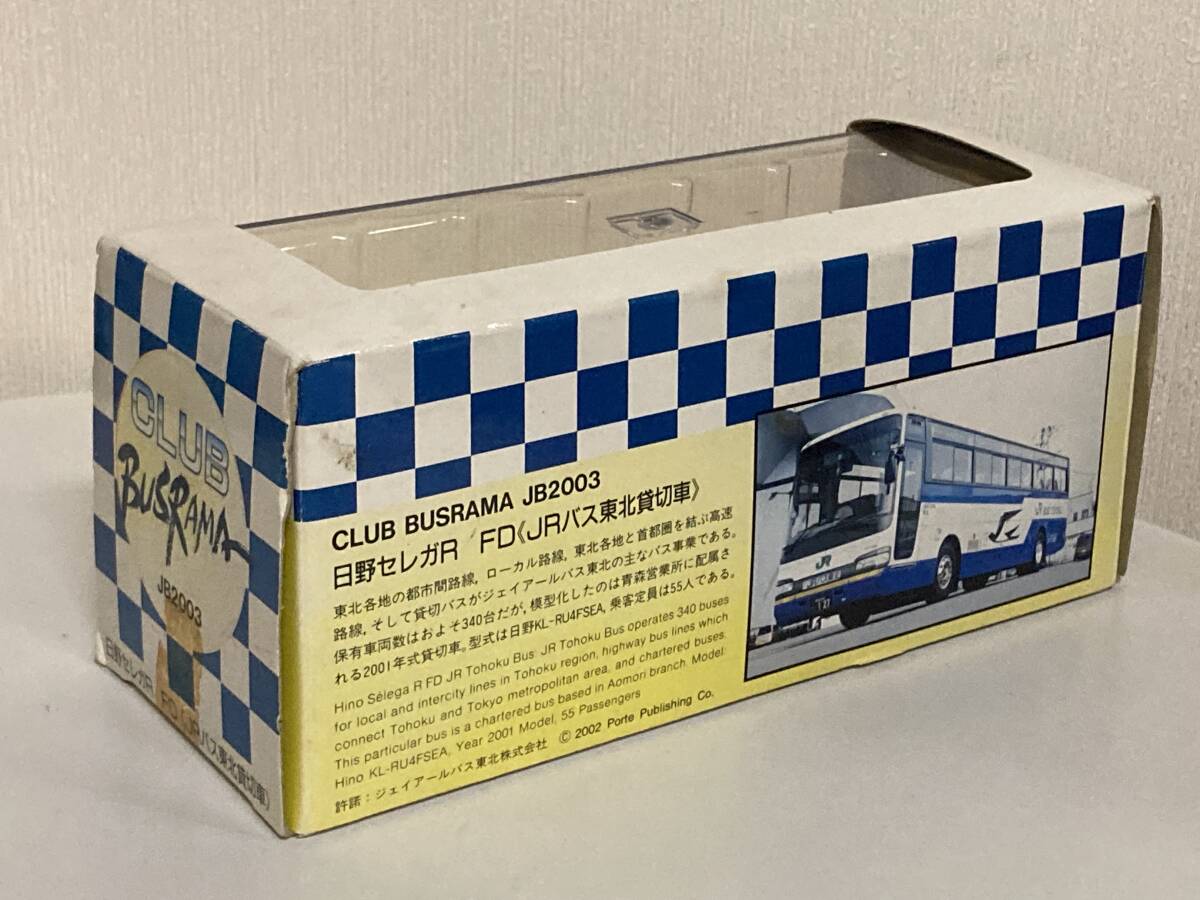 CLUB
BUSRAMA
JB2003
日野セレガR FD《JRバス東北貸切車》
CLUB BUSRAMA JB2003
日野セレガR FD《JRバス東北貸切車》
東北各地の都市間路線, ローカル路線, 東北各地と首都圏を結ぶ高速
路線, そして貸切バスがジェイアールバス東北の主なバス事業である。
保有車両数はおよそ340台だが, 模型化したのは青森営業所に配属さ
れる2001年式貸切車。型式は日野KL-RU4FSEA, 乗客定員は55人である。
Hino Sélega R FD JR Tohoku Bus: JR Tohoku Bus operates 340 buses
for local and intercity lines in Tohoku region, highway bus lines which
connect Tohoku and Tokyo metropolitan area, and chartered buses.
This particular bus is a chartered bus based in Aomori branch. Model:
Hino KL-RU4FSEA, Year 2001 Model, 55 Passengers
許諾:ジェイアールバス東北株式会社 © 2002 Porte Publishing Co.
JR